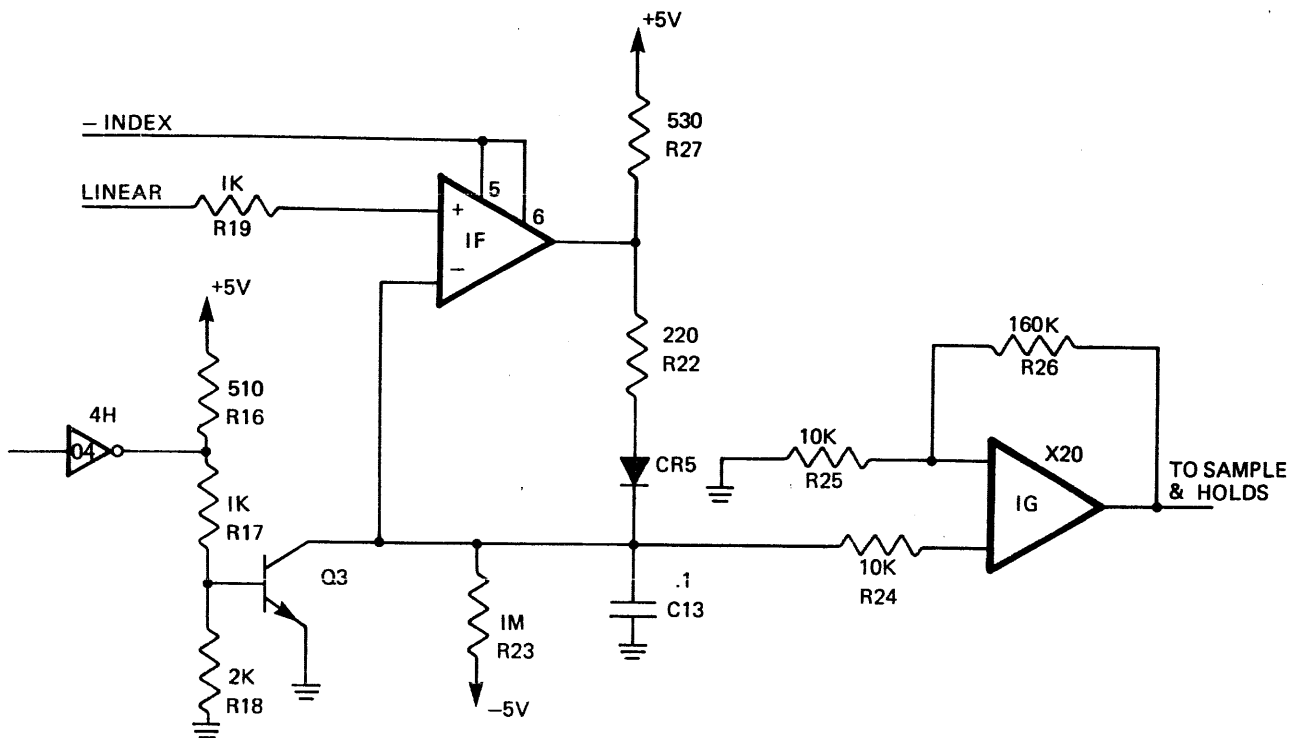 +5V
– INDEX
530
R27
LINEAR
1K
R19
5
6
+
IF
–
+5V
510
R16
220
R22
160K
R26
4H
04
10K
R25
X20
IG
TO SAMPLE
& HOLDS
CR5
1K
R17
Q3
10K
R24
.1
C13
1M
R23
2K
R18
–5V